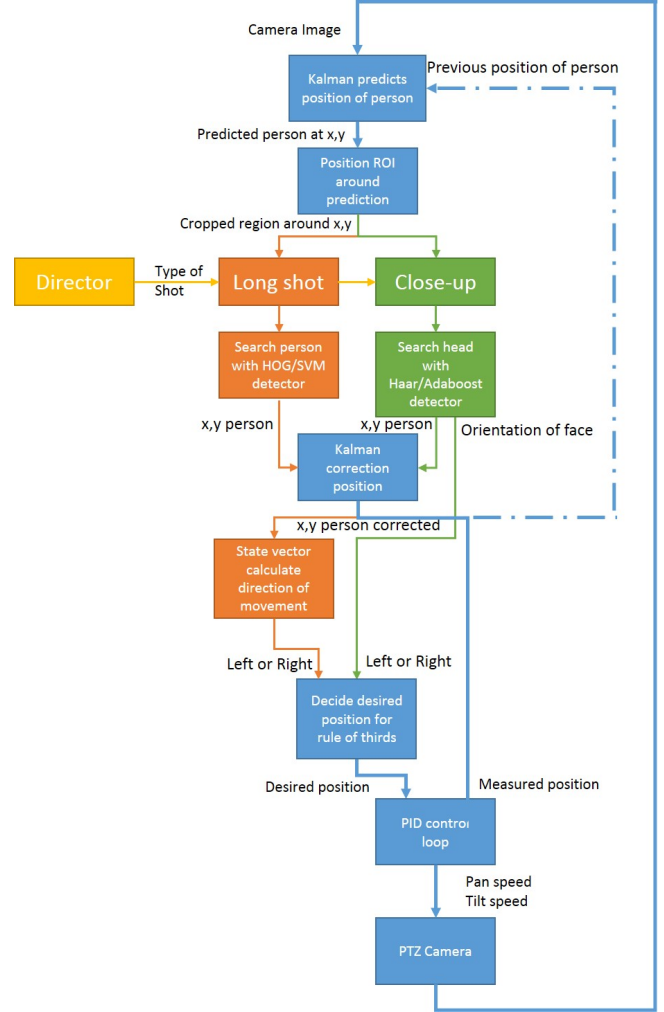 Camera Image
Kalman predicts
position of person
Previous position of person
Predicted person at x,y
Position ROI
around
prediction
Cropped region around x,y
Director
Type of
Shot
Long shot
Close-up
Search person
with HOG/SVM
detector
Search head
with
Haar/Adaboost
detector
x,y person
x,y person
Orientation of face
Kalman
correction
position
x,y person corrected
State vector
calculate
direction of
movement
Left or Right
Left or Right
Decide desired
position for
rule of thirds
Desired position
Measured position
PID control
loop
Pan speed
Tilt speed
PTZ Camera